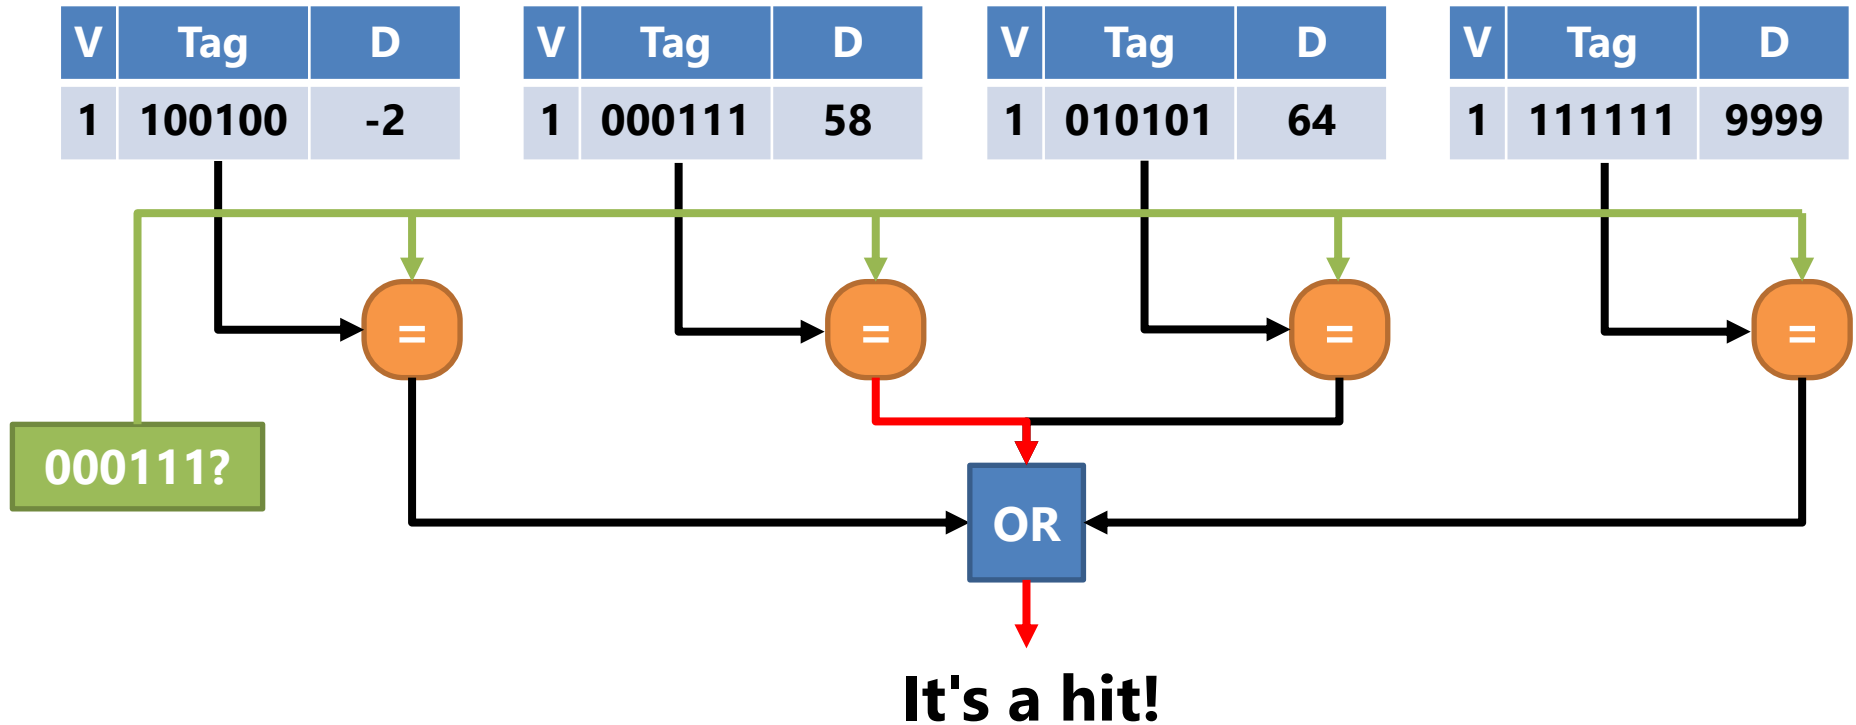 V Tag D V Tag D V Tag D V Tag D
1 100100 -2 1 000111 58 1 010101 64 1 111111 9999
= = = =
000111?
OR
It's a hit!